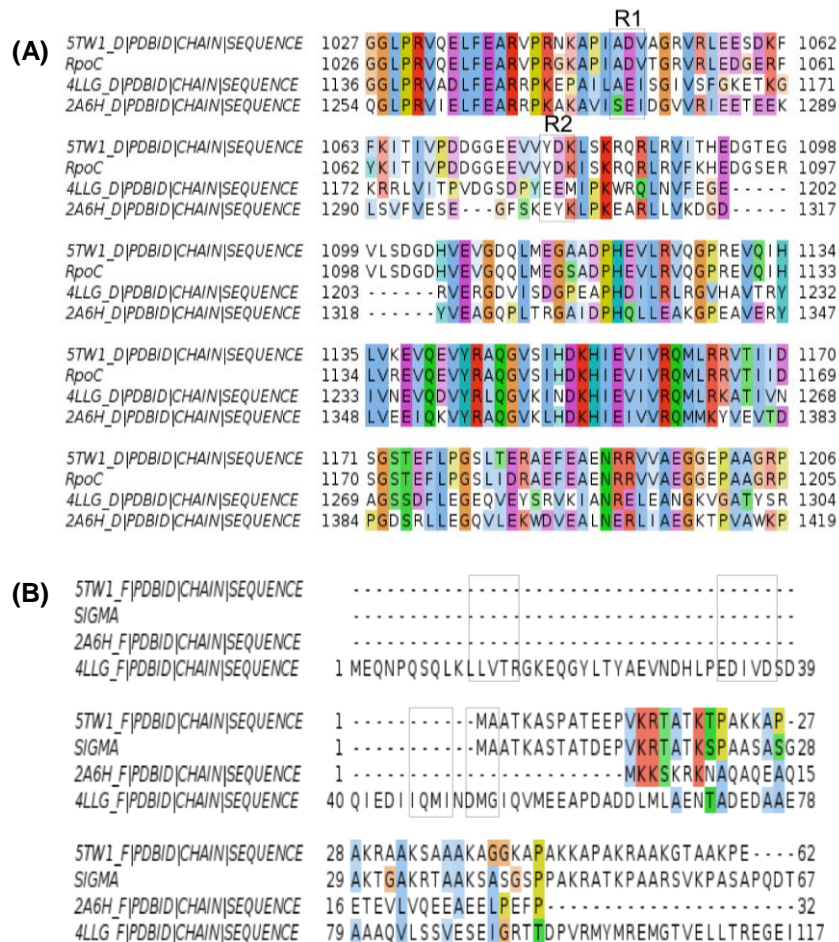 (A)
R1
5TW1_D|PDBID|CHAIN|SEQUENCE 1027 GGLPRVQELFEARVPRNKAPIADVAGRVRLEESDKF 1062
RpoC 1026 GGLPRVQELFEARVPRGKAPIADVTGRVRLEDGERF 1061
4LLG_D|PDBID|CHAIN|SEQUENCE 1136 GGLPRVADLFEARRPKEPAILAEISGIVSFGKETKG 1171
2A6H_D|PDBID|CHAIN|SEQUENCE 1254 QGLPRVIELFEARRPKAKAVISEIDGVVRIEETEEK 1289
R2
5TW1_D|PDBID|CHAIN|SEQUENCE 1063 FKITIVPDDGGEEVVYDKLSKRQRLRVITHEDGTEG 1098
RpoC 1062 YKITIVPDDGGEEVVYDKISKRQRLRVFKHEDGSER 1097
4LLG_D|PDBID|CHAIN|SEQUENCE 1172 KRRLVITPVDGSDPYEEMIPKWRQLNVFEGE----- 1202
2A6H_D|PDBID|CHAIN|SEQUENCE 1290 LSVFVESE---GFSKEYKLPKEARLLVKDGD----- 1317
5TW1_D|PDBID|CHAIN|SEQUENCE 1099 VLSDGDHVEVGDQLMEGAADPHEVLRVQGPREVQIH 1134
RpoC 1098 VLSDGDHVEVGQQLMEGSADPHEVLRVQGPREVQIH 1133
4LLG_D|PDBID|CHAIN|SEQUENCE 1203 ------RVERGDVISDGPEAPHDILRLRGVHAVTRY 1232
2A6H_D|PDBID|CHAIN|SEQUENCE 1318 ------YVEAGQPLTRGAIDPHQLLEAKGPEAVERY 1347
5TW1_D|PDBID|CHAIN|SEQUENCE 1135 LVKEVQEVYRAQGVSIHDKHIEVIVRQMLRRVTIID 1170
RpoC 1134 LVREVQEVYRAQGVSIHDKHIEVIVRQMLRRVTIID 1169
4LLG_D|PDBID|CHAIN|SEQUENCE 1233 IVNEVQDVYRLQGVKINDKHIEVIVRQMLRKATIVN 1268
2A6H_D|PDBID|CHAIN|SEQUENCE 1348 LVEEIQKVYRAQGVKLHDKHIEIVVRQMMKYVEVTD 1383
5TW1_D|PDBID|CHAIN|SEQUENCE 1171 SGSTEFLPGSLTERAEFEAENRRVVAEGGEPAAGRP 1206
RpoC 1170 SGSTEFLPGSLIDRAEFEAENRRVVAEGGEPAAGRP 1205
4LLG_D|PDBID|CHAIN|SEQUENCE 1269 AGSSDFLEGEQVEYSRVKIANRELEANGKVGATYSR 1304
2A6H_D|PDBID|CHAIN|SEQUENCE 1384 PGDSRLLEGQVLEKWDVEALNERLIAEGKTPVAWKP 1419
(B)
5TW1_F|PDBID|CHAIN|SEQUENCE ---------------------------------------
SIGMA ---------------------------------------
2A6H_F|PDBID|CHAIN|SEQUENCE ---------------------------------------
4LLG_F|PDBID|CHAIN|SEQUENCE 1 MEQNPQSQLKLLVTRGKEQGYLTYAEVNDHLPEDIVDSD 39
5TW1_F|PDBID|CHAIN|SEQUENCE 1 -----------MAATKASPATEEPVKRTATKTPAKKAP- 27
SIGMA 1 -----------MAATKASTATDEPVKRTATKSPAASASG 28
2A6H_F|PDBID|CHAIN|SEQUENCE 1 ------------------------MKKSKRKNAQAQEAQ 15
4LLG_F|PDBID|CHAIN|SEQUENCE 40 QIEDIIQMINDMGIQVMEEAPDADDLMLAENTADEDAAE 78
5TW1_F|PDBID|CHAIN|SEQUENCE 28 AKRAAKSAAAKAGGKAPAKKAPAKRAAKGTAAKPE---- 62
SIGMA 29 AKTGAKRTAAKSASGSPPAKRATKPAARSVKPASAPQDT 67
2A6H_F|PDBID|CHAIN|SEQUENCE 16 ETEVLVQEEAEELPEFP---------------------- 32
4LLG_F|PDBID|CHAIN|SEQUENCE 79 AAAQVLSSVESEIGRTTDPVRMYMREMGTVELLTREGEI 117